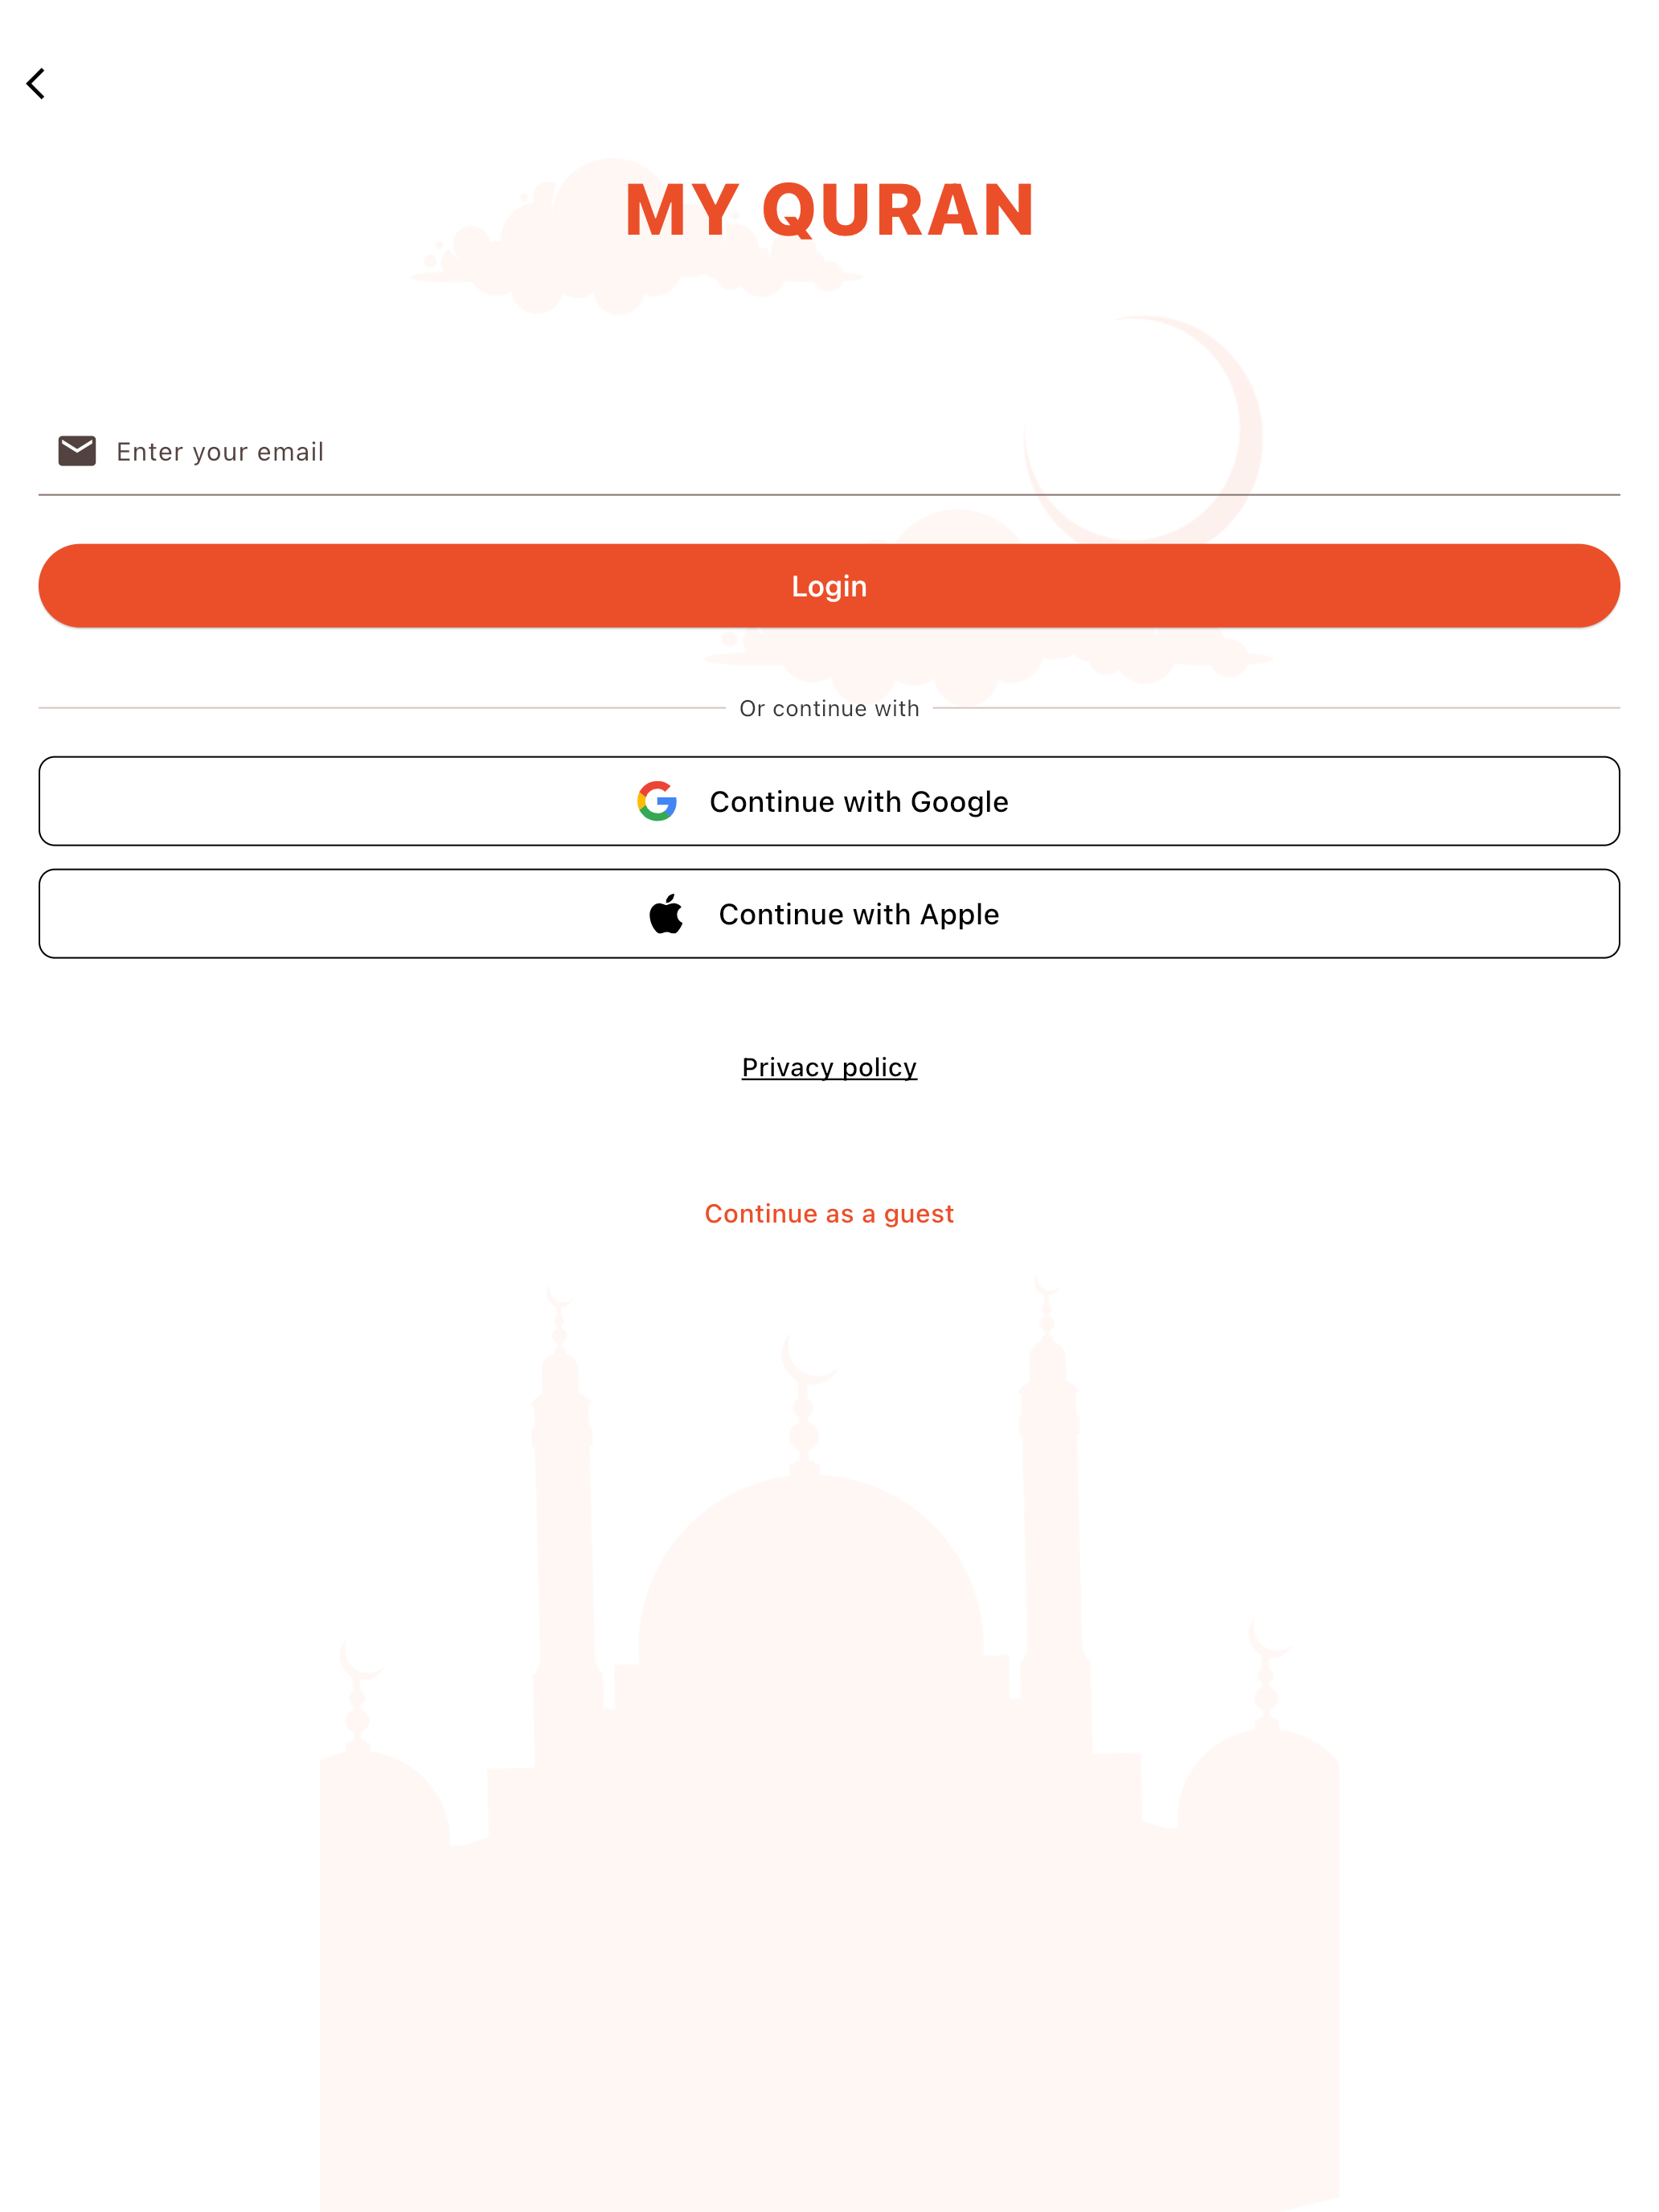 MY QURAN
Enter your email
Login
Or continue with
Continue with Google
Continue with Apple
Privacy policy
Continue as a guest